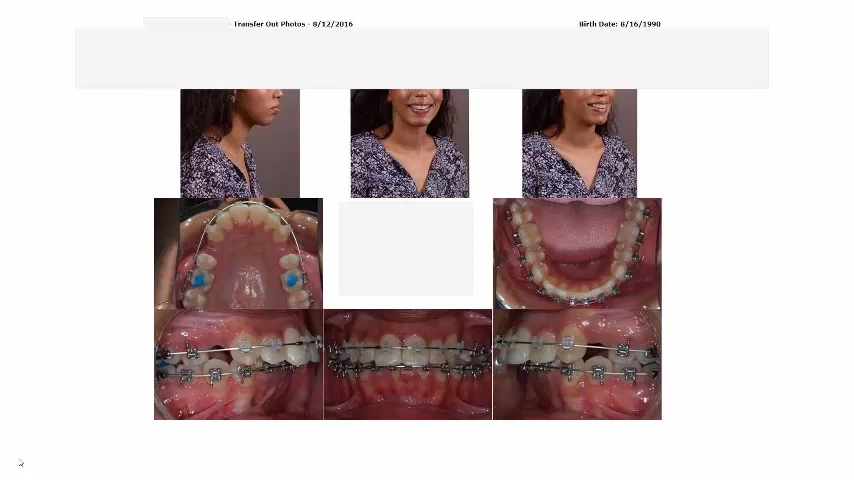 Transfer Out Photos - 8/12/2016
Birth Date: 8/16/1990